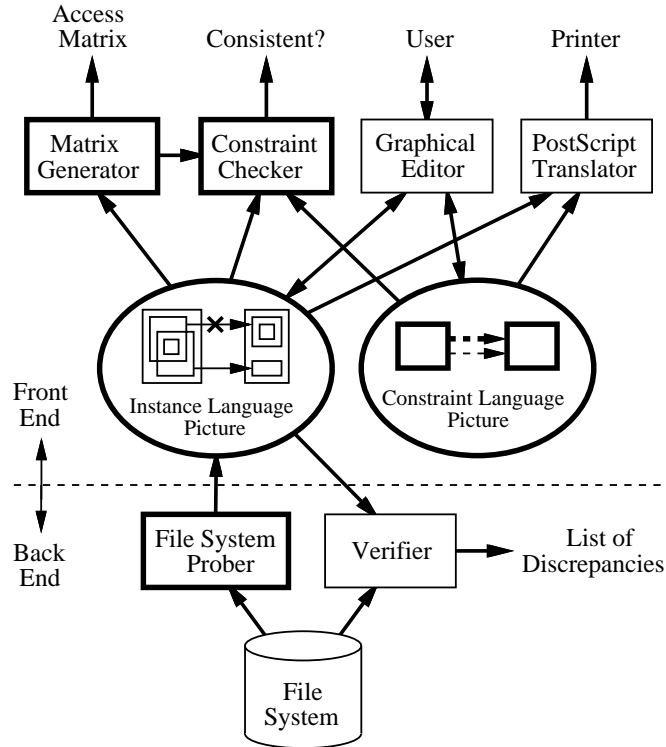 Access
Matrix
Consistent?
User
Printer
Matrix
Generator
Constraint
Checker
Graphical
Editor
PostScript
Translator
Instance Language
Picture
Constraint Language
Picture
Front
End
Back
End
File System
Prober
Verifier
List of
Discrepancies
File
System